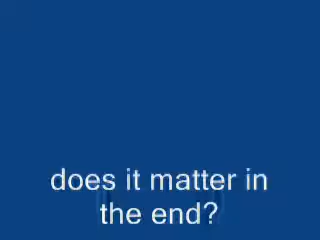 does it matter in
the end?